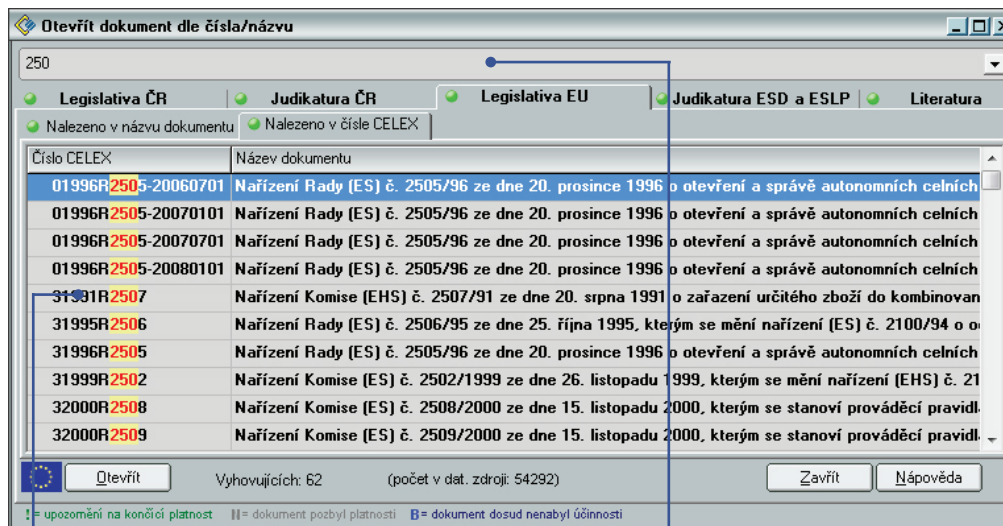 Otevřít dokument dle čísla/názvu
250
Legislativa ČR Judikatura ČR Legislativa EU Judikatura ESD a ESLP Literatura
Nalezeno v názvu dokumentu Nalezeno v čísle CELEX
Číslo CELEX Název dokumentu
01996R2505-20060701 Nařízení Rady (ES) č. 2505/96 ze dne 20. prosince 1996 o otevření a správě autonomních celních
01996R2505-20070101 Nařízení Rady (ES) č. 2505/96 ze dne 20. prosince 1996 o otevření a správě autonomních celních
01996R2505-20070701 Nařízení Rady (ES) č. 2505/96 ze dne 20. prosince 1996 o otevření a správě autonomních celních
01996R2505-20080101 Nařízení Rady (ES) č. 2505/96 ze dne 20. prosince 1996 o otevření a správě autonomních celních
31991R2507 Nařízení Komise (EHS) č. 2507/91 ze dne 20. srpna 1991 o zařazení určitého zboží do kombinovan
31995R2506 Nařízení Rady (ES) č. 2506/95 ze dne 25. října 1995, kterým se mění nařízení (ES) č. 2100/94 o o
31996R2505 Nařízení Rady (ES) č. 2505/96 ze dne 20. prosince 1996 o otevření a správě autonomních celních
31999R2502 Nařízení Komise (ES) č. 2502/1999 ze dne 26. listopadu 1999, kterým se mění nařízení (EHS) č. 21
32000R2508 Nařízení Komise (ES) č. 2508/2000 ze dne 15. listopadu 2000, kterým se stanoví prováděcí pravidl
32000R2509 Nařízení Komise (ES) č. 2509/2000 ze dne 15. listopadu 2000, kterým se stanoví prováděcí pravidl
Otevřít Vyhovujících: 62 (počet v dat. zdroji: 54292) Zavřít Nápověda
!= upozornění na končící platnost N= dokument pozbyl platnosti B= dokument dosud nenabyl účinnosti